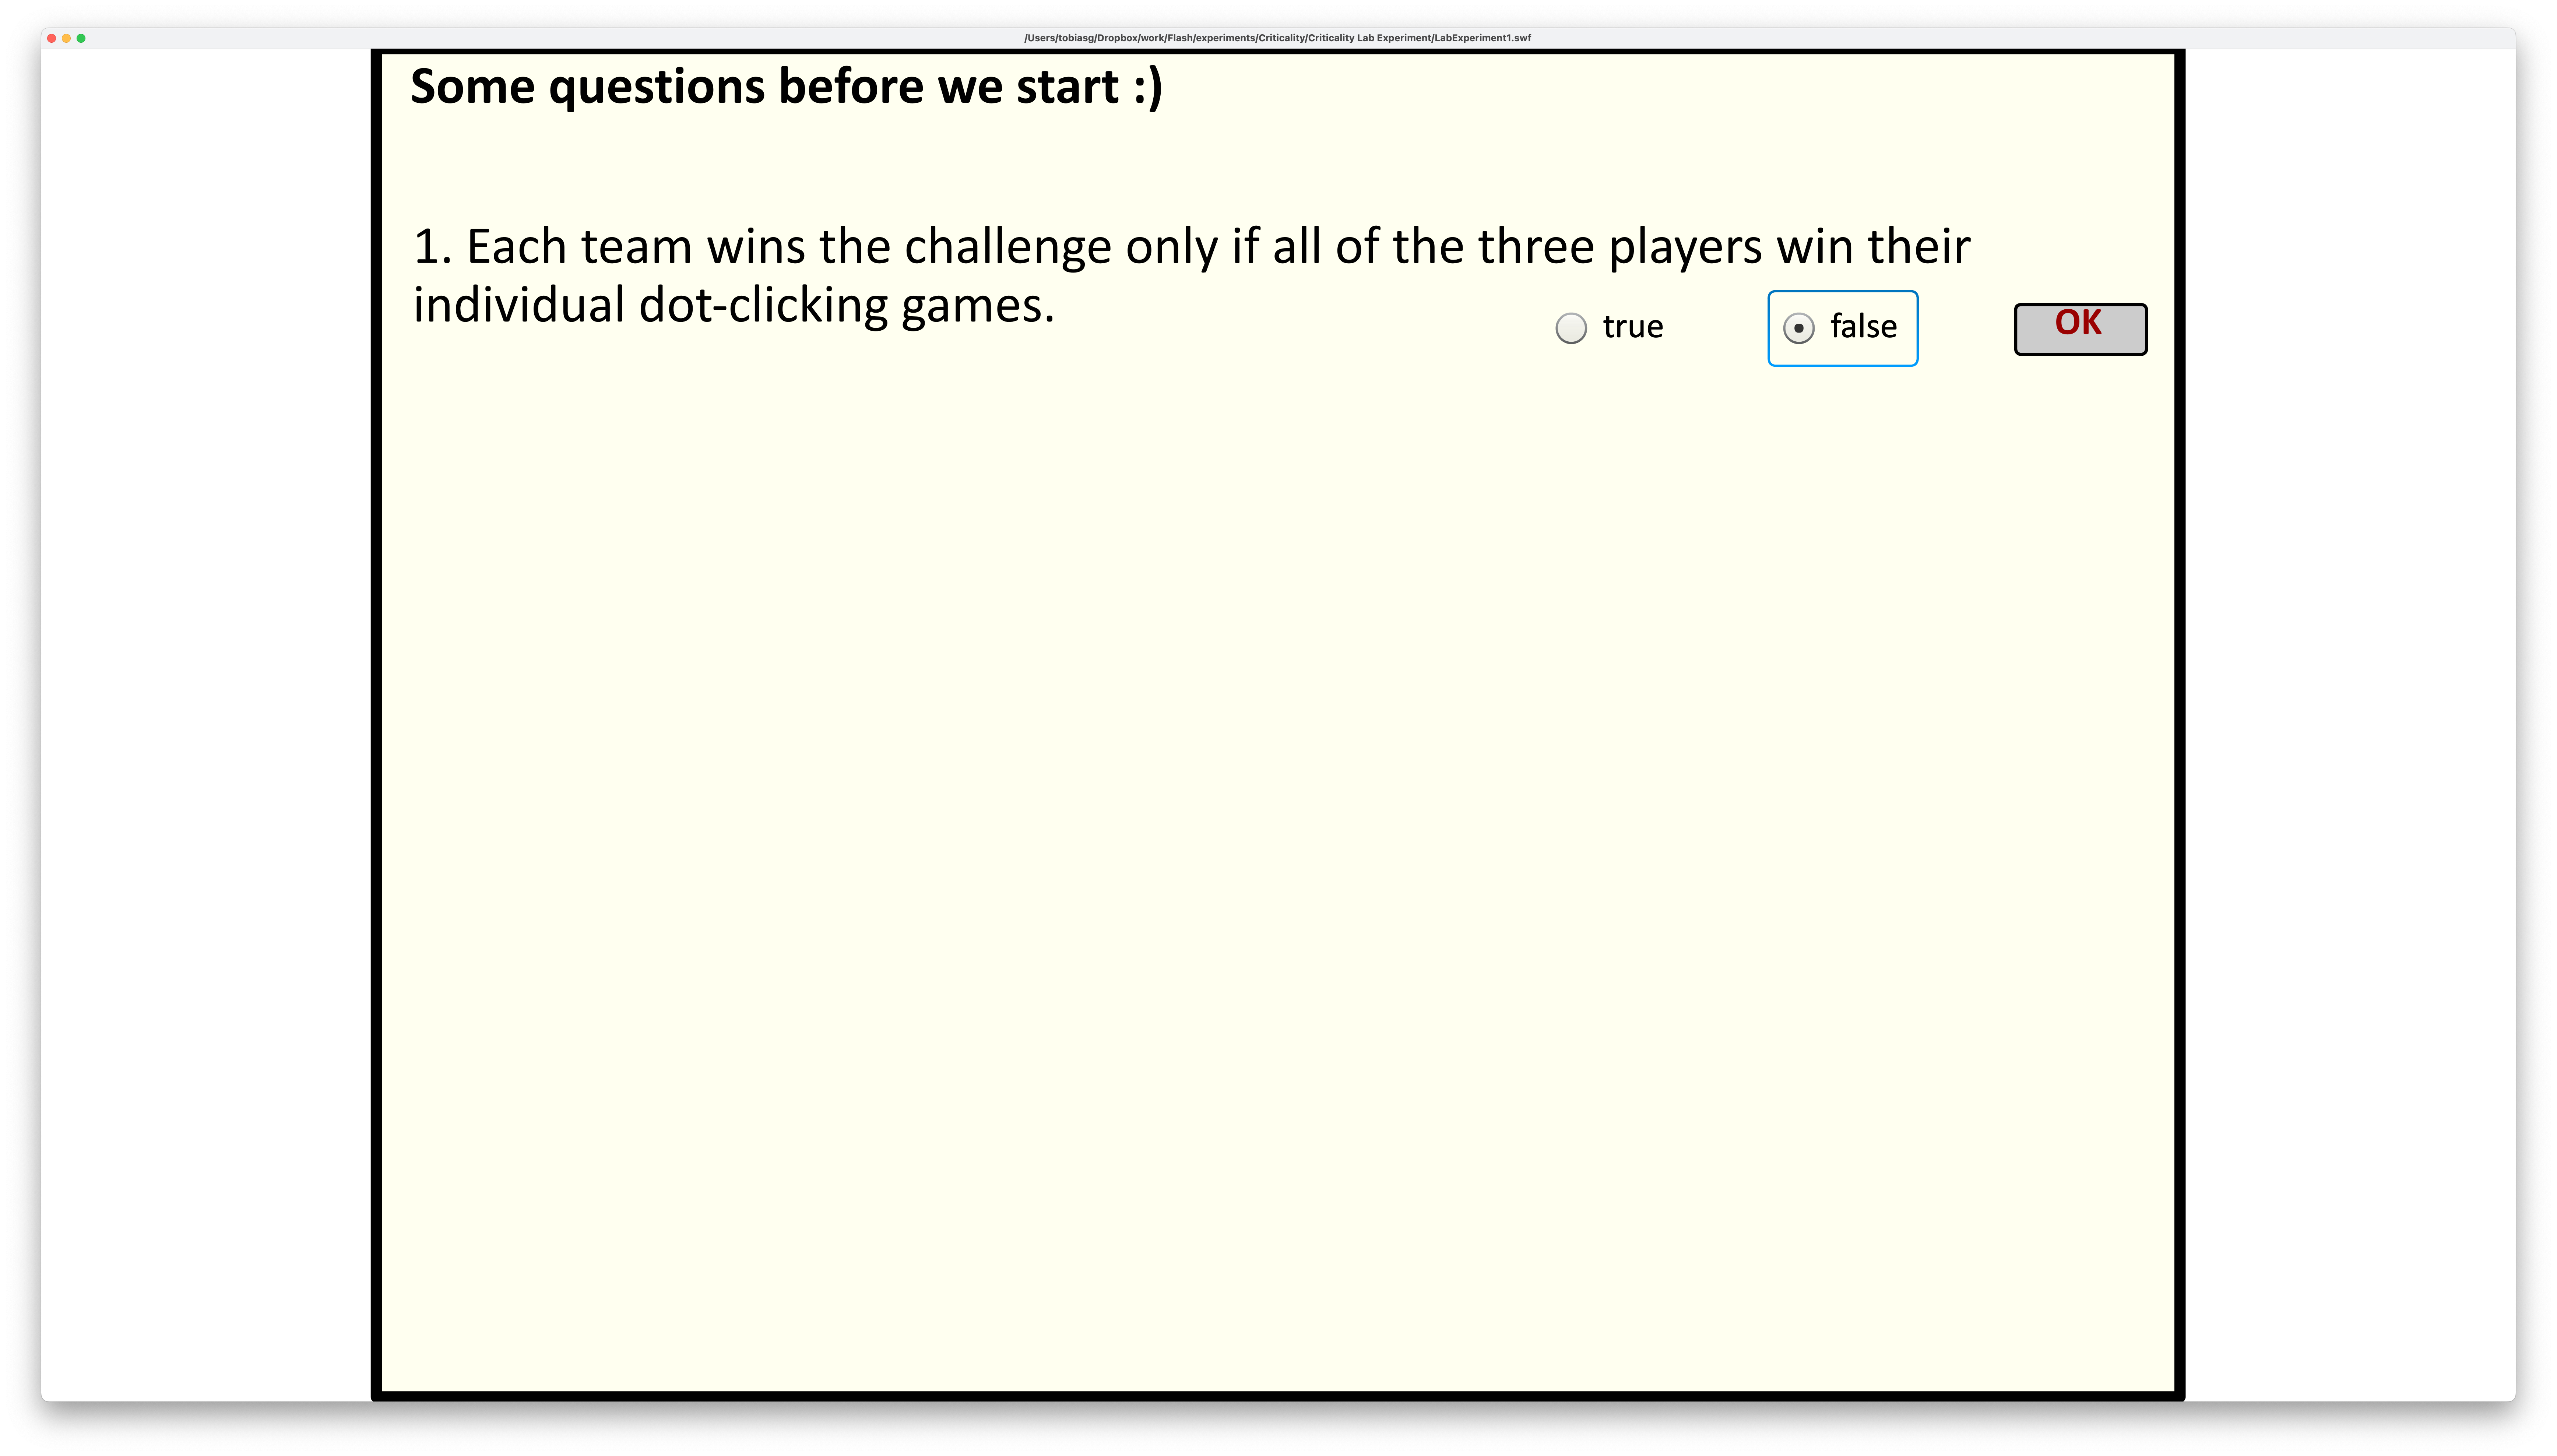 /Users/tobiasg/Dropbox/work/Flash/experiments/Criticality/Criticality Lab Experiment/LabExperiment1.swf
Some questions before we start :)
1. Each team wins the challenge only if all of the three players win their
individual dot-clicking games.
true false OK